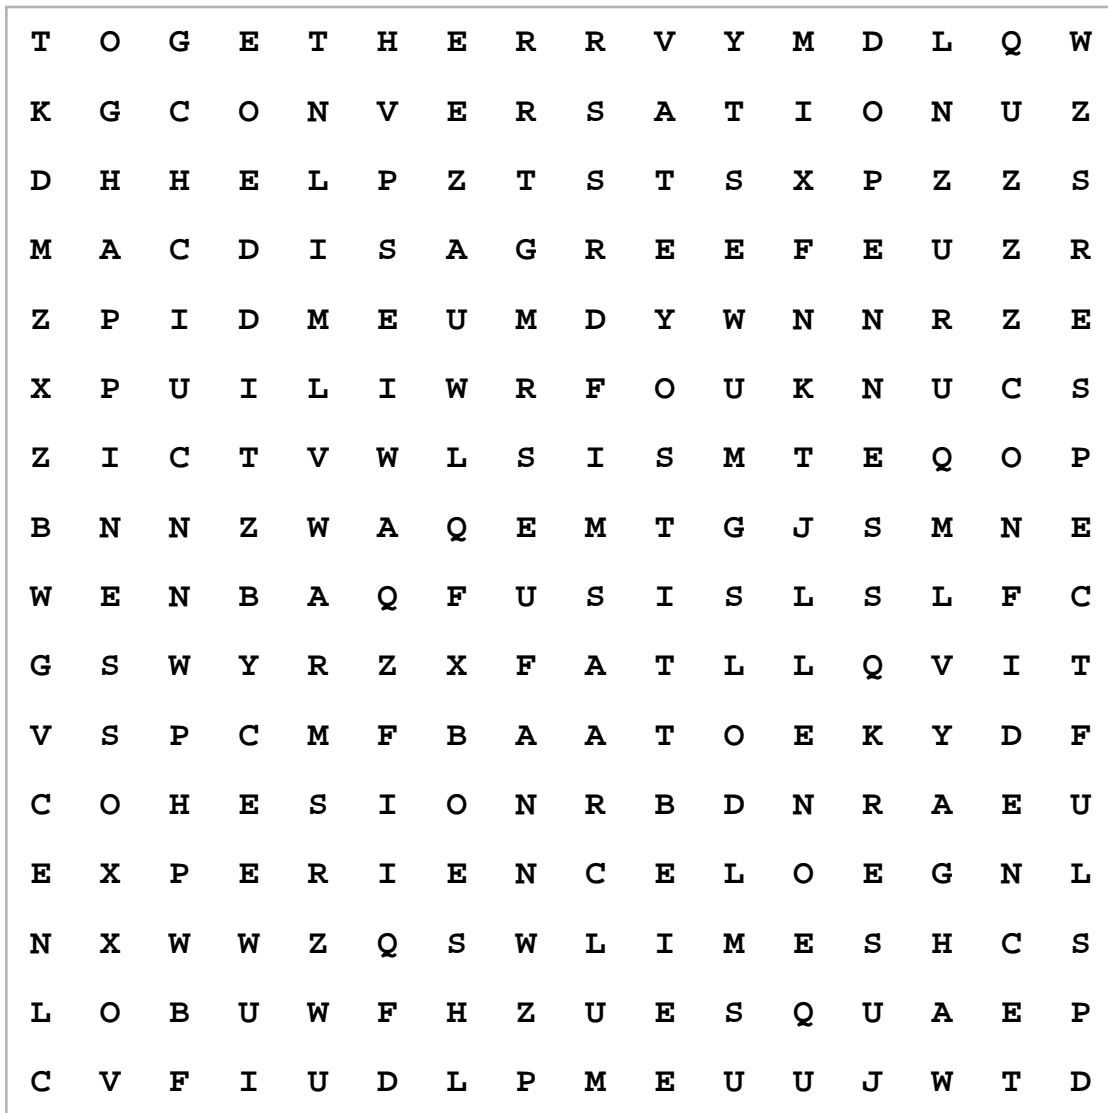 T O G E T H E R R V Y M D L Q W
K G C O N V E R S A T I O N U Z
D H H E L P Z T S T S X P Z Z S
M A C D I S A G R E E F E U Z R
Z P I D M E U M D Y W N N R Z E
X P U I L I W R F O U K N U C S
Z I C T V W L S I S M T E Q O P
B N N Z W A Q E M T G J S M N E
W E N B A Q F U S I S L S L F C
G S W Y R Z X F A T L L Q V I T
V S P C M F B A A T O E K Y D F
C O H E S I O N R B D N R A E U
E X P E R I E N C E L O E G N L
N X W W Z Q S W L I M E S H C S
L O B U W F H Z U E S Q U A E P
C V F I U D L P M E U U J W T D